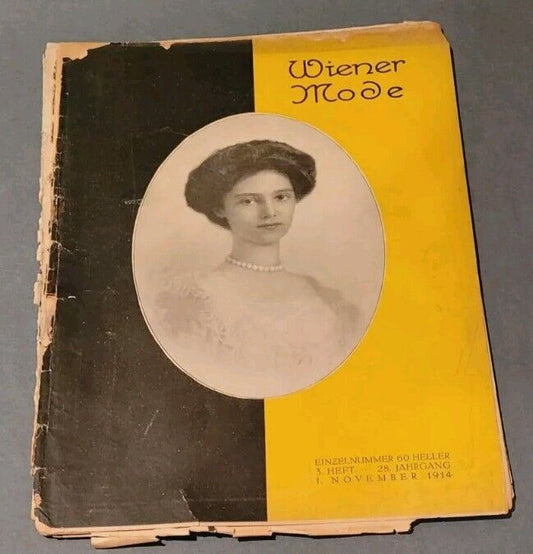 Wiener
Mode
EINZELNUMMER 60 HELLER
3. HEFT · 28. JAHRGANG
1. NOVEMBER 1914